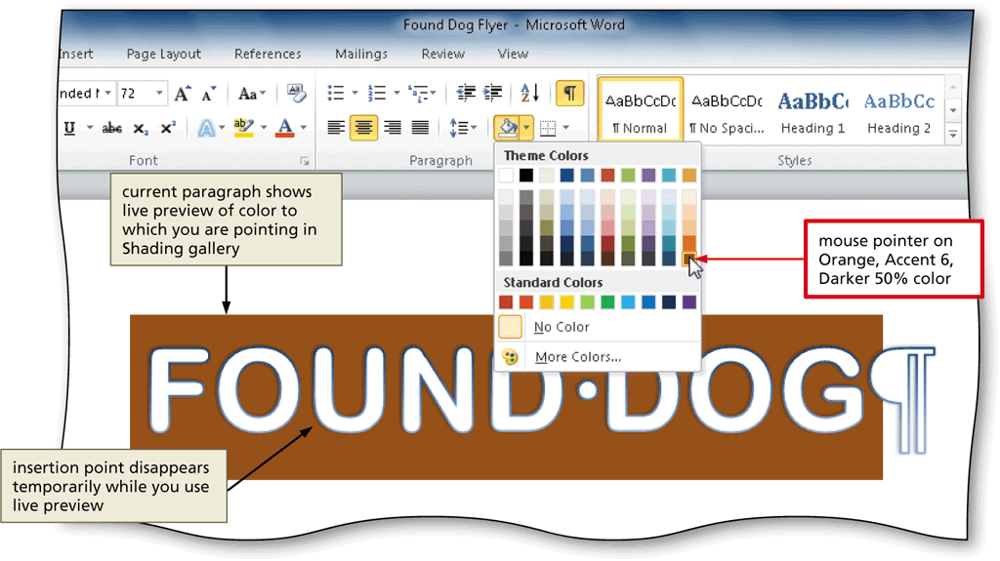 Found Dog Flyer - Microsoft Word
Insert Page Layout References Mailings Review View
nded 72 A A Aa
AaBbCcDc AaBbCcDc AaBbC AaBbCc
U abc X₂ X² A ab A
¶ Normal ¶ No Spaci... Heading 1 Heading 2
Font Paragraph Styles
Theme Colors
current paragraph shows
live preview of color to
which you are pointing in
Shading gallery
mouse pointer on
Orange, Accent 6,
Darker 50% color
Standard Colors
No Color
More Colors...
FOUND·DOG¶
insertion point disappears
temporarily while you use
live preview